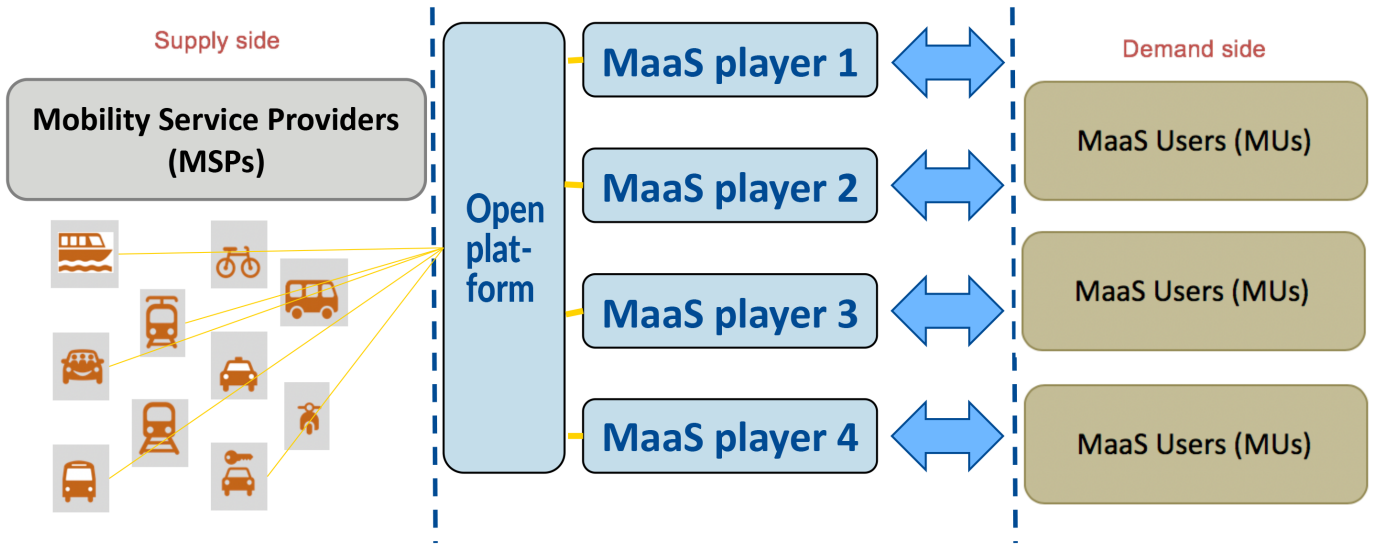 Supply side
Mobility Service Providers
(MSPs)
Open
plat-
form
MaaS player 1
MaaS player 2
MaaS player 3
MaaS player 4
Demand side
MaaS Users (MUs)
MaaS Users (MUs)
MaaS Users (MUs)